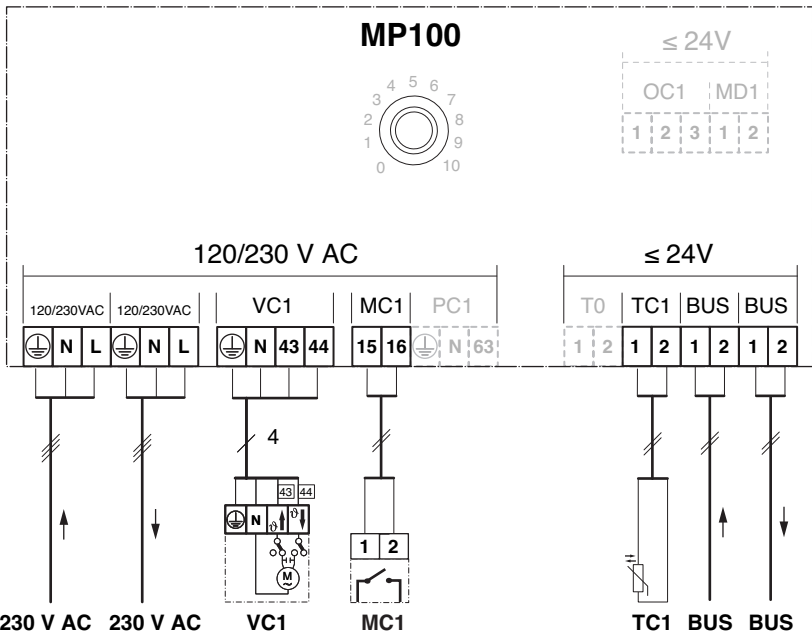 MP100
≤ 24V
OC1 MD1
1 2 3 1 2
0 1 2 3 4 5 6 7 8 9 10
120/230 V AC ≤ 24V
120/230VAC 120/230VAC VC1 MC1 PC1 T0 TC1 BUS BUS
N L N L N 43 44 15 16 N 63 1 2 1 2 1 2 1 2
4
43 44
N ϑ ϑ
1 2
M
230 V AC 230 V AC VC1 MC1 TC1 BUS BUS